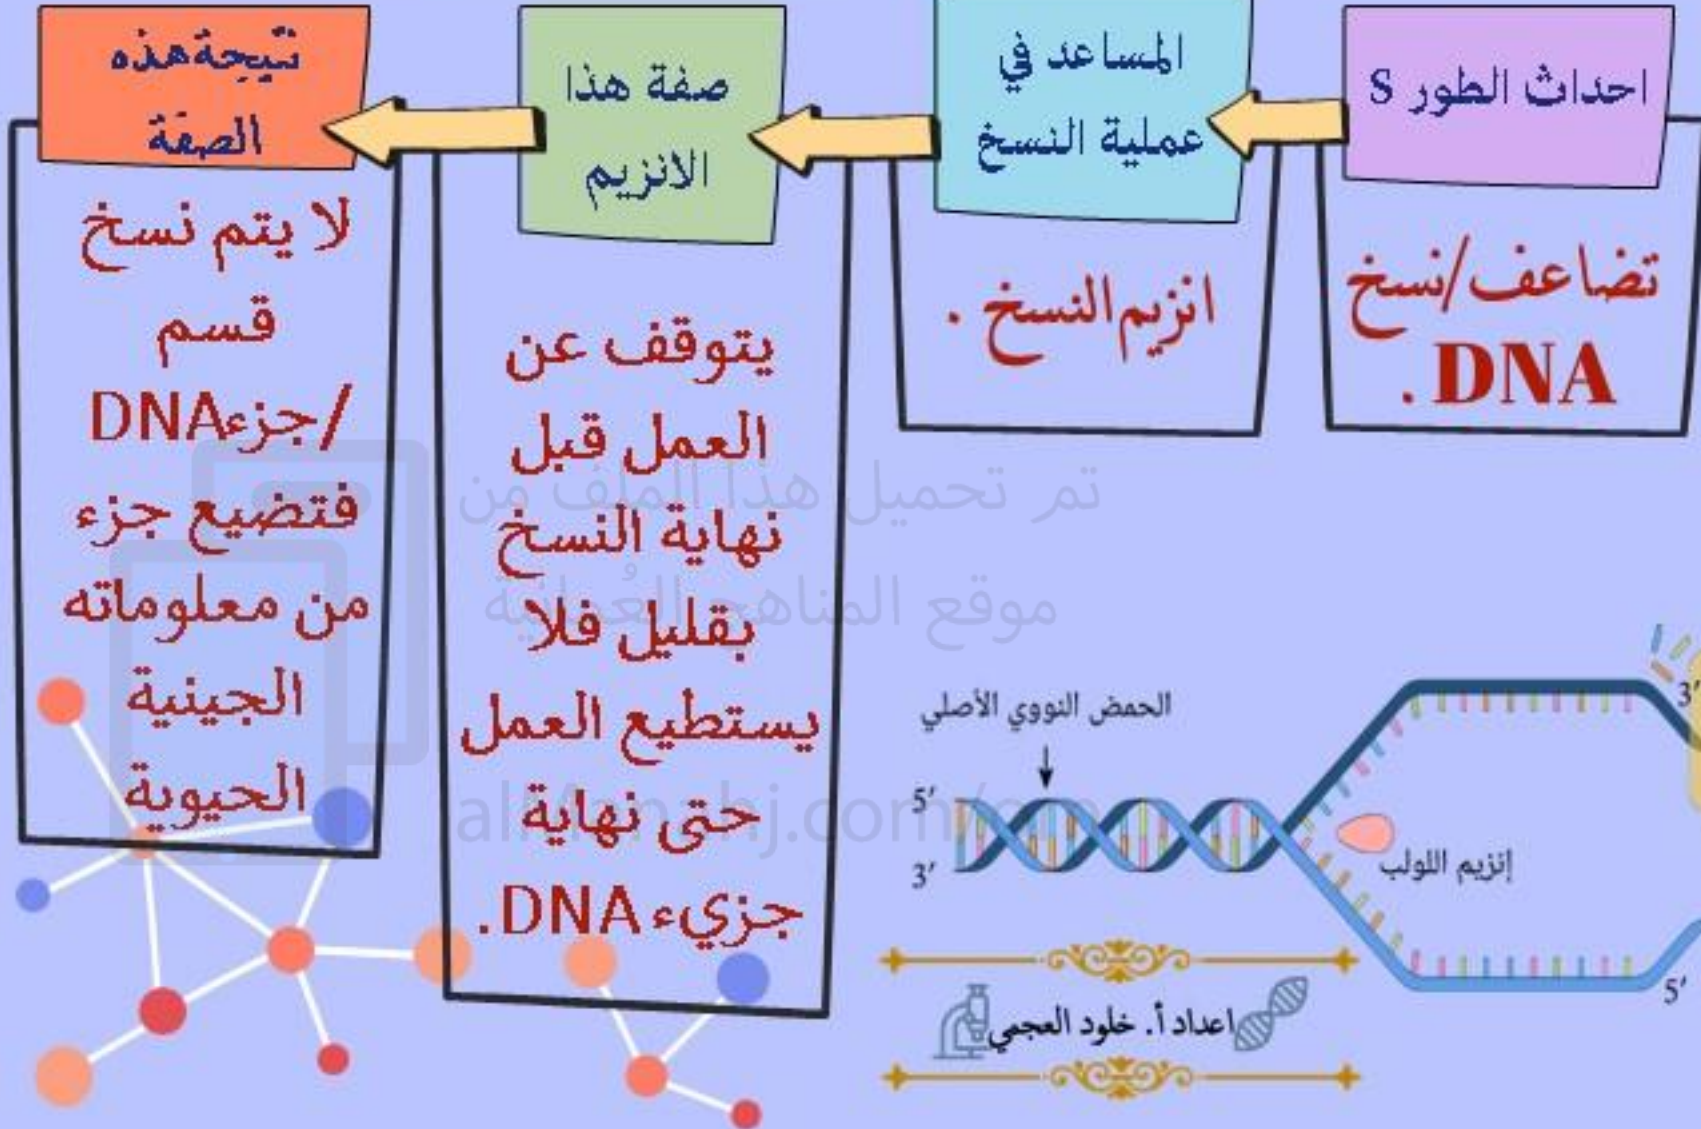 احداث الطور S
تضاعف/نسخ
DNA .
المساعد في
عملية النسخ
انزيم النسخ .
صفة هذا
الانزيم
يتوقف عن
العمل قبل
نهاية النسخ
بقليل فلا
يستطيع العمل
حتى نهاية
جزيء DNA.
نتيجة هذه
الصفة
لا يتم نسخ
قسم
/جزءDNA
فتضيع جزء
من معلوماته
الجينية
الحيوية
تم تحميل هذا الملف من
موقع المناهج العُمانية
alManahj.com/om
الحمض النووي الأصلي
5′
3′
إنزيم اللولب
3′
5′
اعداد أ. خلود العجمي